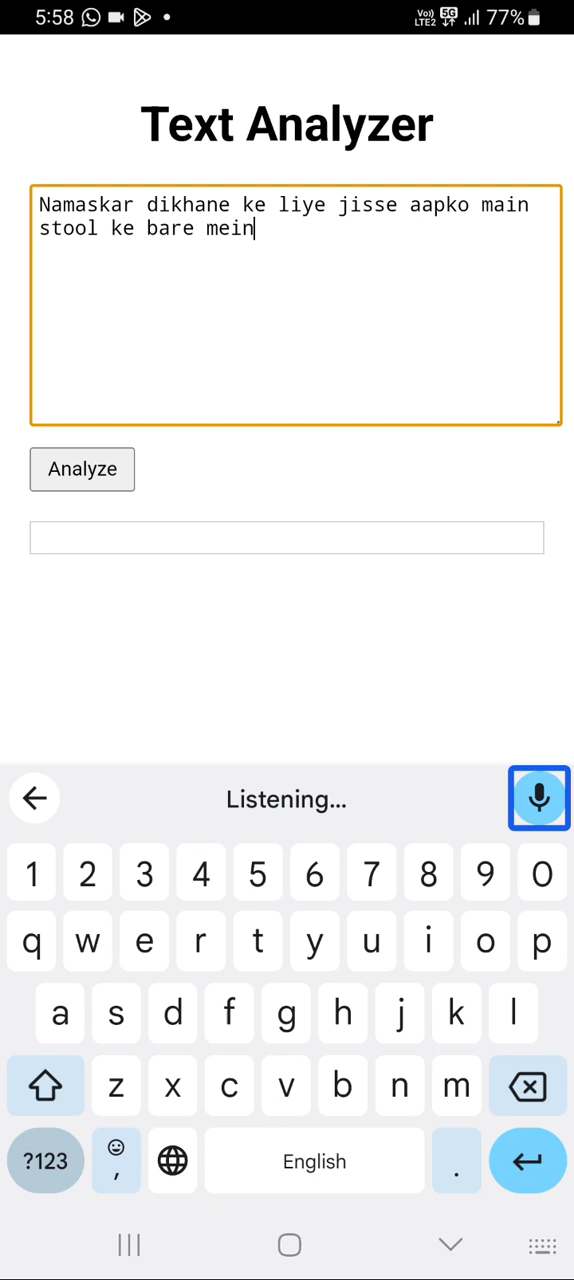 5:58
Vo)) LTE2 5G 77%
Text Analyzer
Namaskar dikhane ke liye jisse aapko main
stool ke bare mein
Analyze
Listening...
1 2 3 4 5 6 7 8 9 0
q w e r t y u i o p
a s d f g h j k l
z x c v b n m
?123 , English .